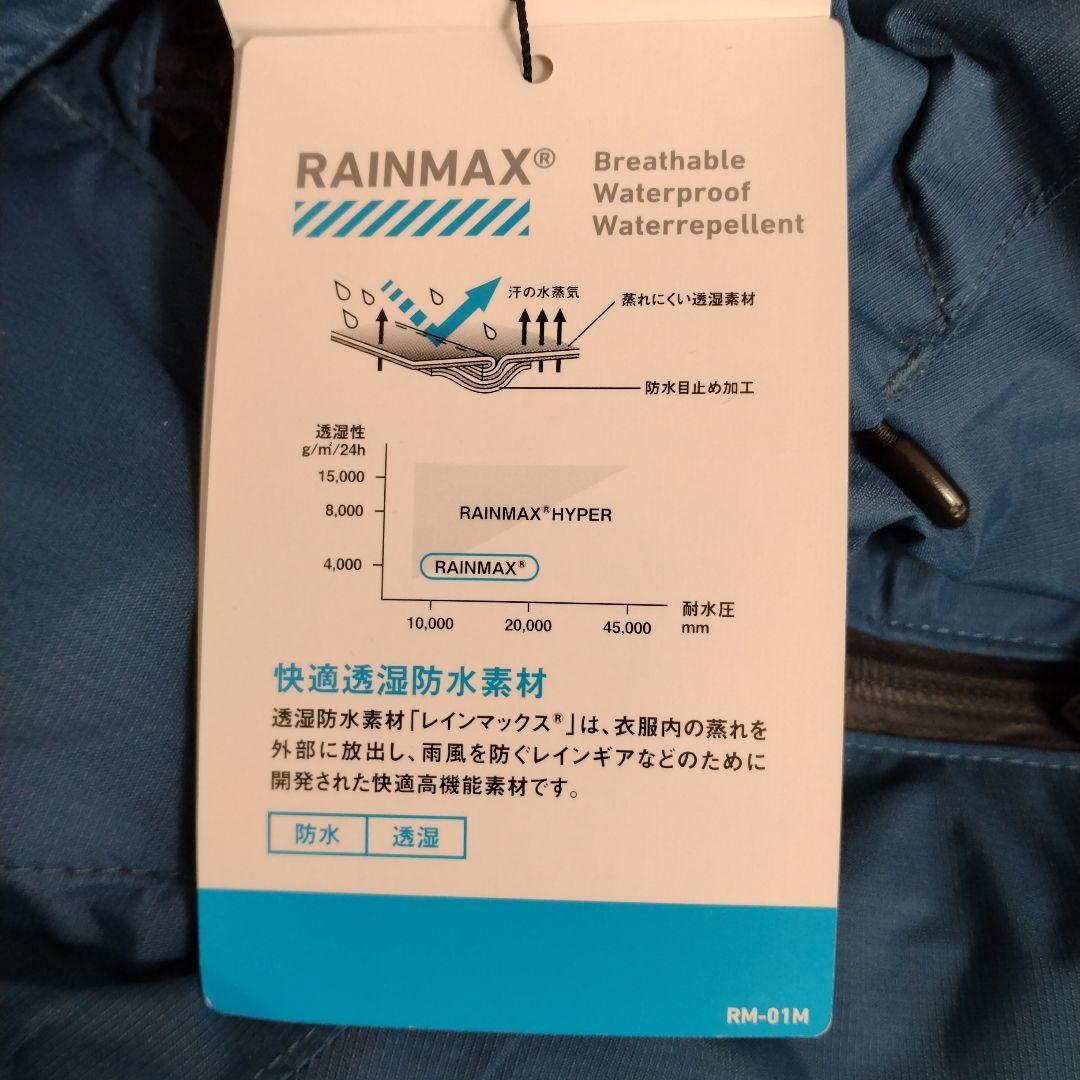 RAINMAX®
Breathable
Waterproof
Waterrepellent
汗の水蒸気
蒸れにくい透湿素材
防水目止め加工
透湿性
g/㎡/24h
15,000
8,000
4,000
RAINMAX®HYPER
RAINMAX®
10,000 20,000 45,000
耐水圧
mm
快適透湿防水素材
透湿防水素材「レインマックス®」は、衣服内の蒸れを
外部に放出し、雨風を防ぐレインギアなどのために
開発された快適高機能素材です。
防水 透湿
RM-01M